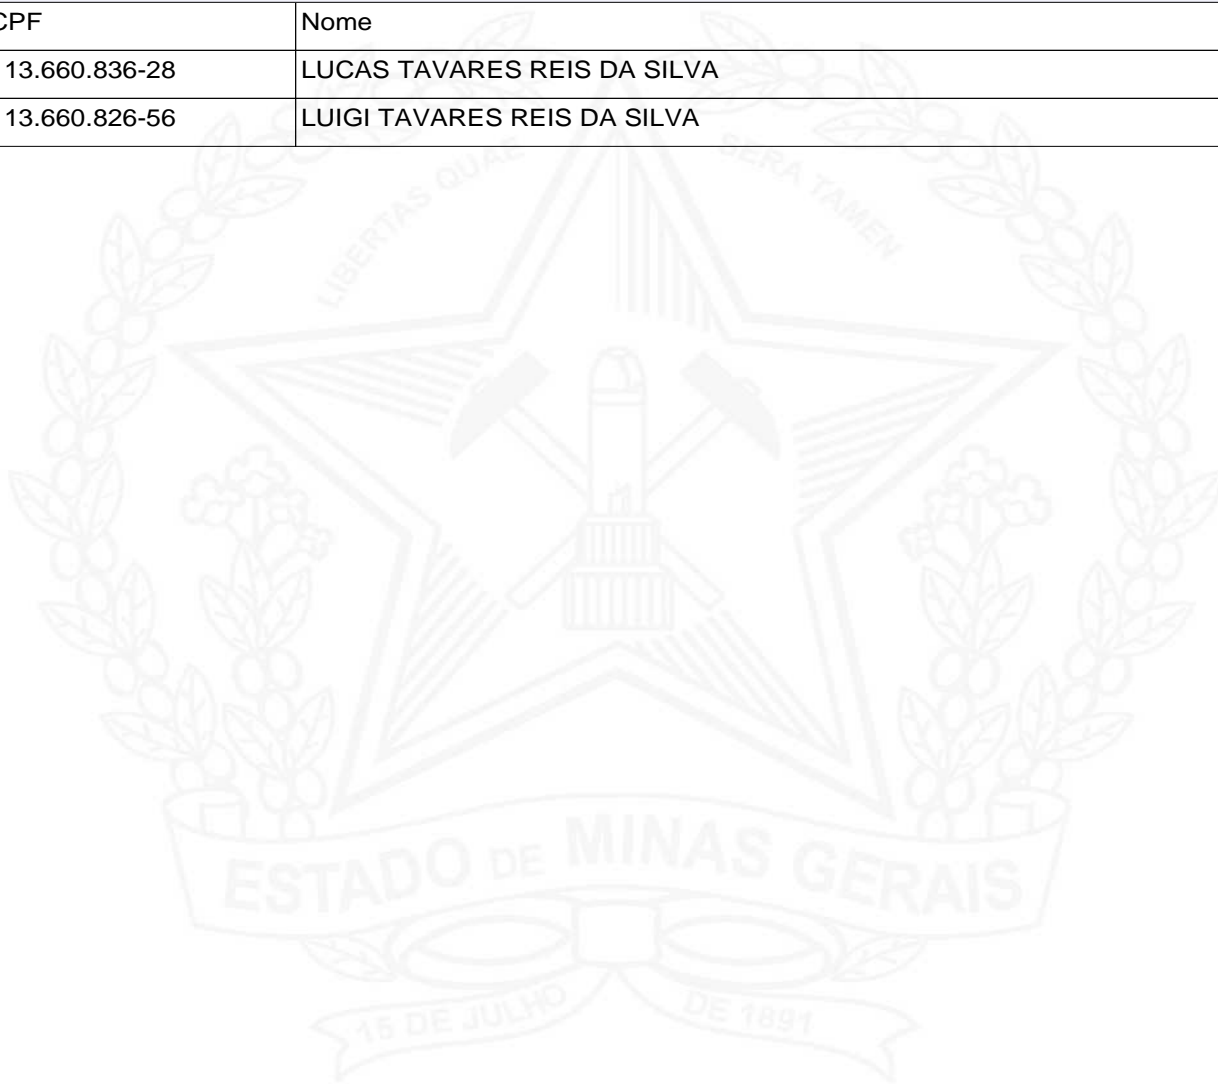 CPF Nome
13.660.836-28 LUCAS TAVARES REIS DA SILVA
13.660.826-56 LUIGI TAVARES REIS DA SILVA
LIBERTAS QUAE SERA TAMEN
ESTADO DE MINAS GERAIS
15 DE JULHO DE 1891